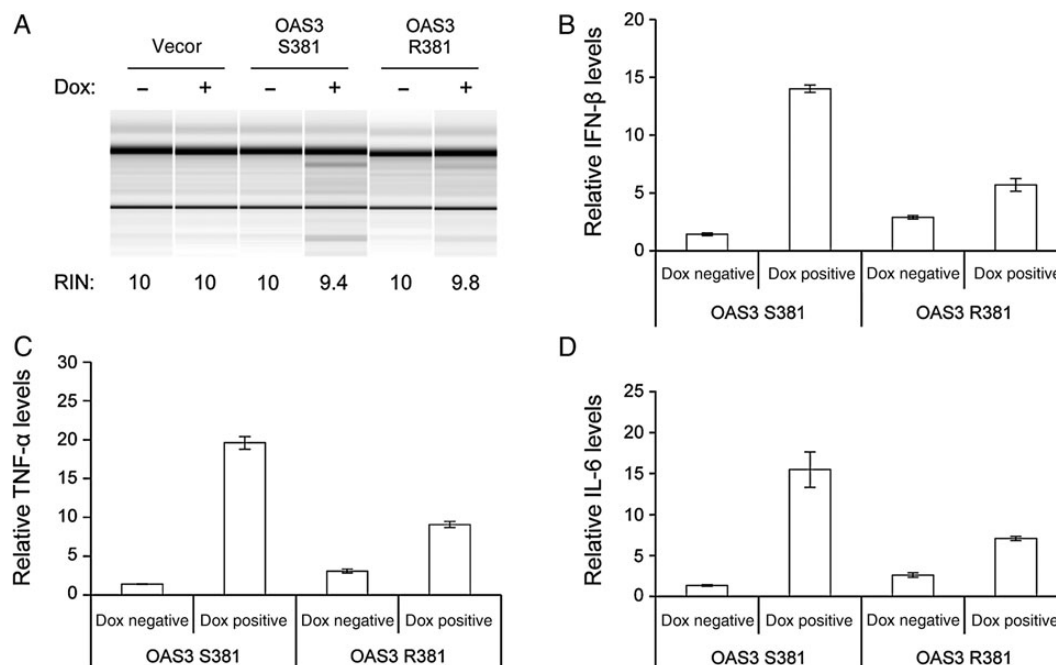 A
OAS3 OAS3
Vecor S381 R381
Dox: – + – + – +
RIN: 10 10 10 9.4 10 9.8
B
Relative IFN-β levels
20
15
10
5
0
Dox negative Dox positive Dox negative Dox positive
OAS3 S381 OAS3 R381
C
Relative TNF-α levels
30
25
20
15
10
5
0
Dox negative Dox positive Dox negative Dox positive
OAS3 S381 OAS3 R381
D
Relative IL-6 levels
25
20
15
10
5
0
Dox negative Dox positive Dox negative Dox positive
OAS3 S381 OAS3 R381